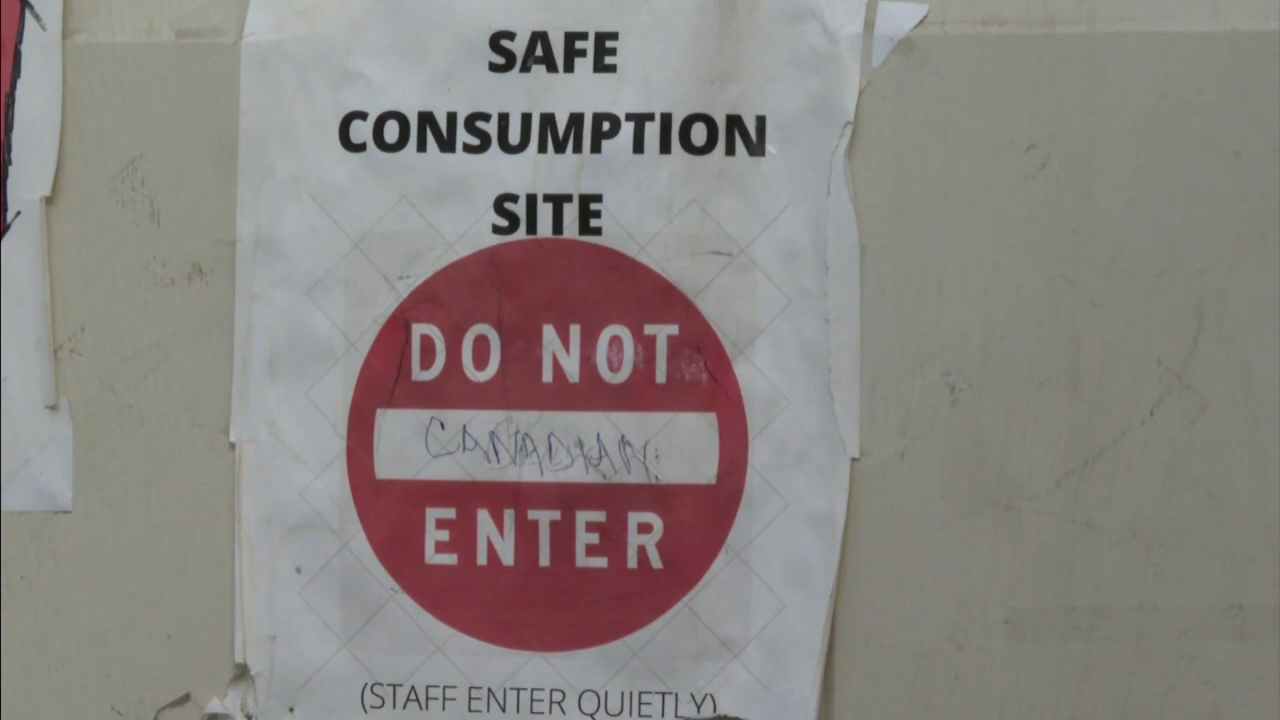 SAFE
CONSUMPTION
SITE
DO NOT
CANADIAN
ENTER
(STAFF ENTER QUIETLY)